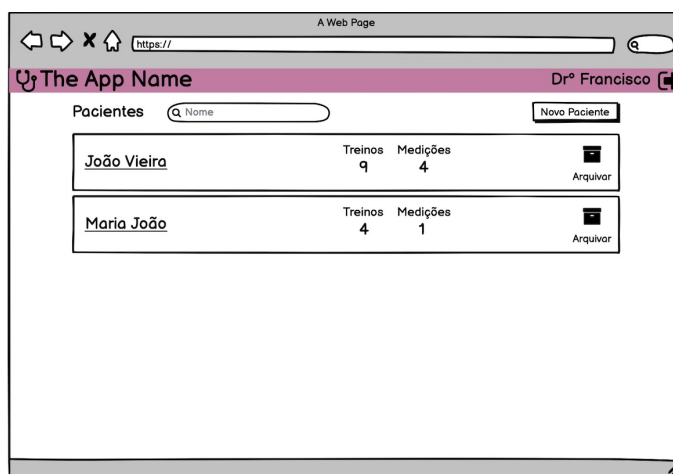 A Web Page
https://
The App Name Drº Francisco
Pacientes Nome Novo Paciente
Treinos Medições
João Vieira 9 4
Arquivar
Treinos Medições
Maria João 4 1
Arquivar